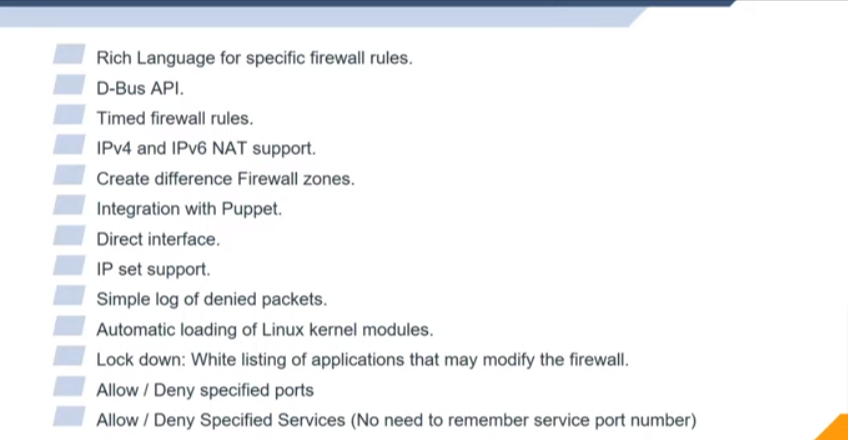 Rich Language for specific firewall rules.
D-Bus API.
Timed firewall rules.
IPv4 and IPv6 NAT support.
Create difference Firewall zones.
Integration with Puppet.
Direct interface.
IP set support.
Simple log of denied packets.
Automatic loading of Linux kernel modules.
Lock down: White listing of applications that may modify the firewall.
Allow / Deny specified ports
Allow / Deny Specified Services (No need to remember service port number)